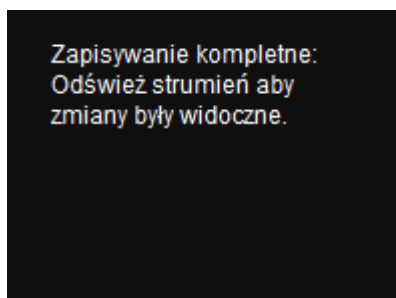 Zapisywanie kompletne:
Odśwież strumień aby
zmiany były widoczne.